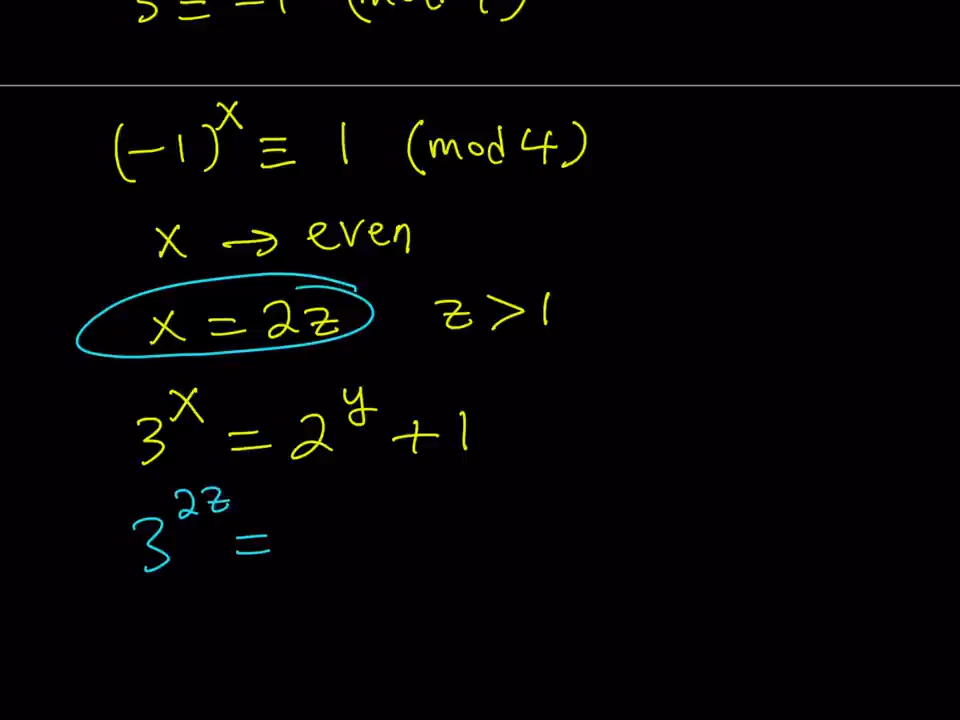 (-1)^x ≡ 1 (mod 4)
x → even
x = 2z z > 1
3^x = 2^y + 1
3^2z =